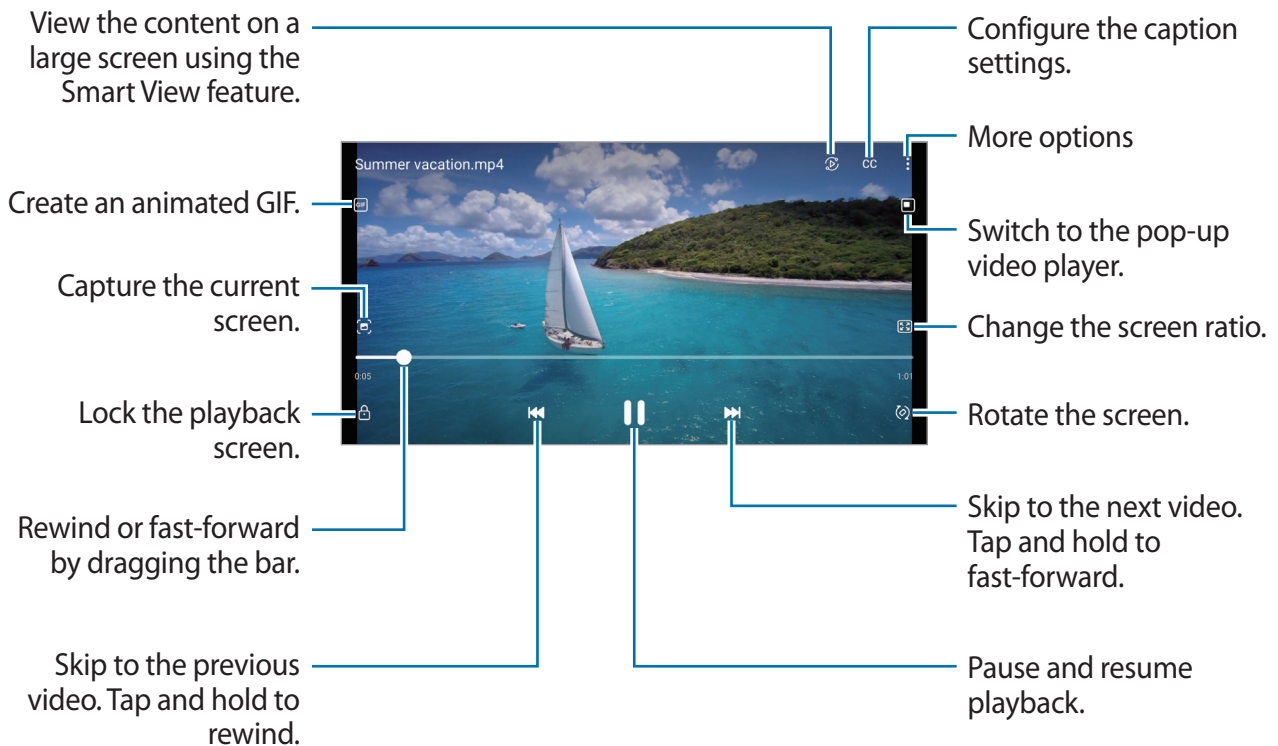 View the content on a
large screen using the
Smart View feature.
Configure the caption
settings.
More options
Summer vacation.mp4
CC
Create an animated GIF.
GIF
Switch to the pop-up
video player.
Capture the current
screen.
Change the screen ratio.
0:05
1:01
Lock the playback
screen.
Rotate the screen.
Rewind or fast-forward
by dragging the bar.
Skip to the next video.
Tap and hold to
fast-forward.
Skip to the previous
video. Tap and hold to
rewind.
Pause and resume
playback.